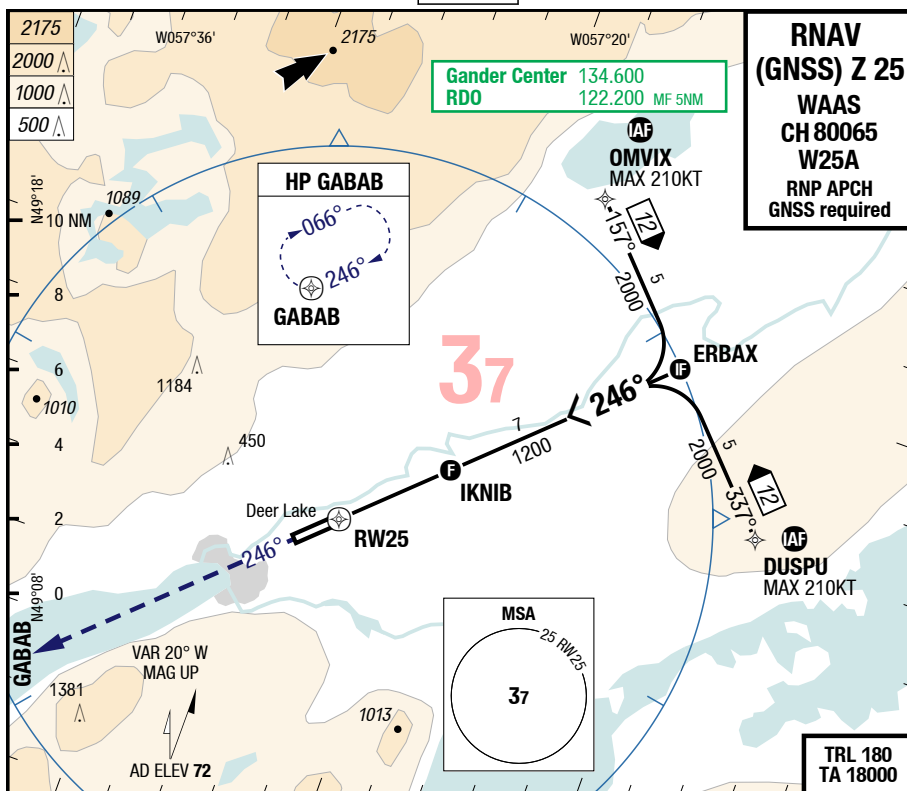 2175
2000
1000
500
W057°36'
2175
W057°20'
Gander Center 134.600
RDO 122.200 MF 5NM
RNAV
(GNSS) Z 25
WAAS
CH 80065
W25A
RNP APCH
GNSS required
IAF
OMVIX
MAX 210KT
12
157°
5
2000
HP GABAB
066°
246°
GABAB
N49°18'
1089
10 NM
8
6
4
2
0
1184
1010
450
37
ERBAX
IF
246°
7
1200
F
IKNIB
5
2000
12
337°
IAF
DUSPU
MAX 210KT
Deer Lake
RW25
246°
N49°08'
GABAB
VAR 20° W
MAG UP
1381
1013
AD ELEV 72
MSA
25 RW25
37
TRL 180
TA 18000